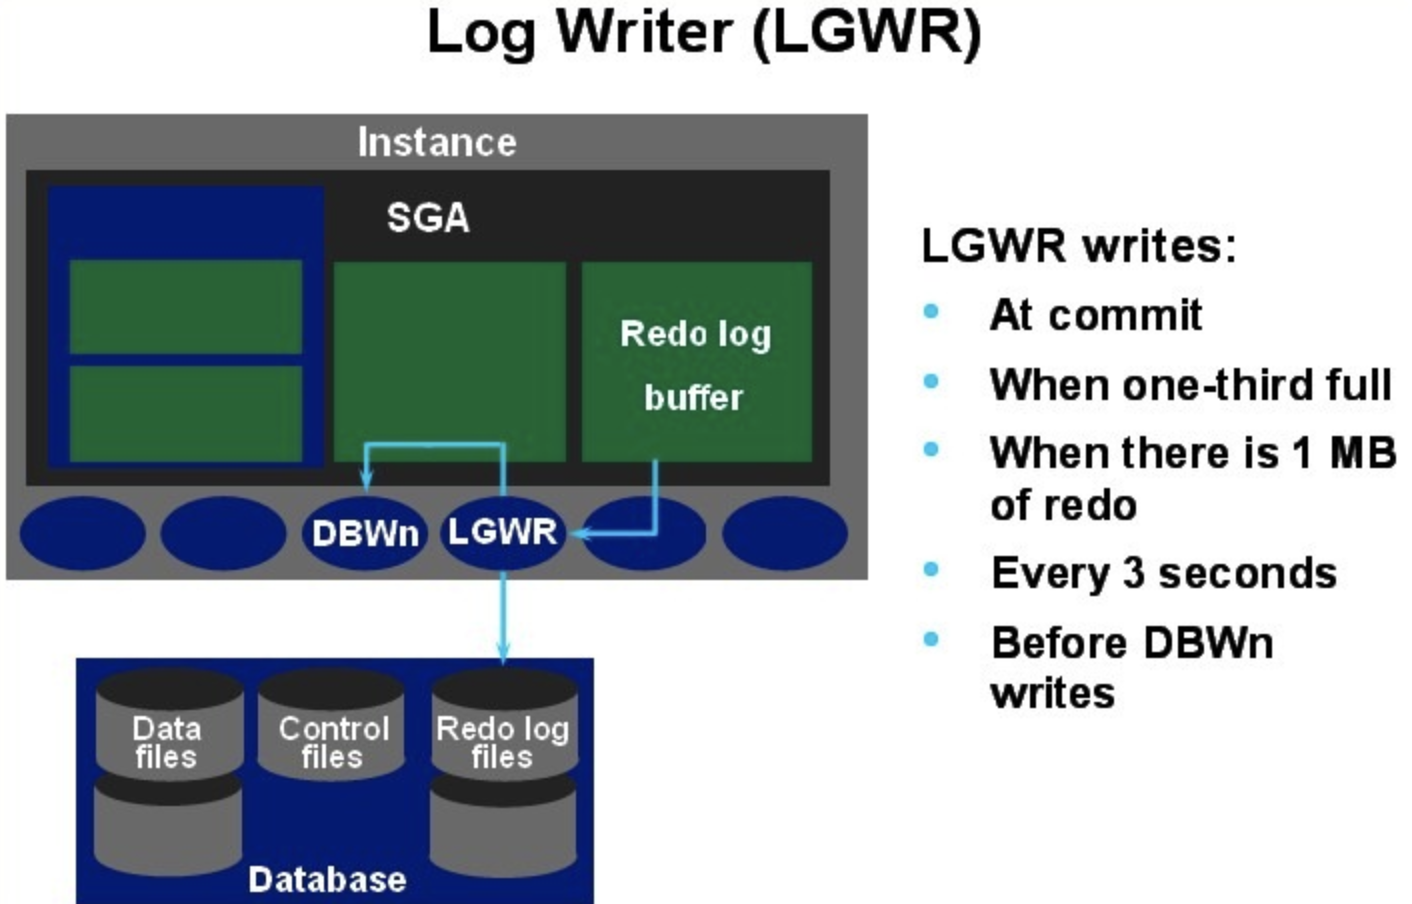 Log Writer (LGWR)
Instance
SGA
Redo log
buffer
DBWn
LGWR
Data
files
Control
files
Redo log
files
Database
LGWR writes:
• At commit
• When one-third full
• When there is 1 MB
of redo
• Every 3 seconds
• Before DBWn
writes